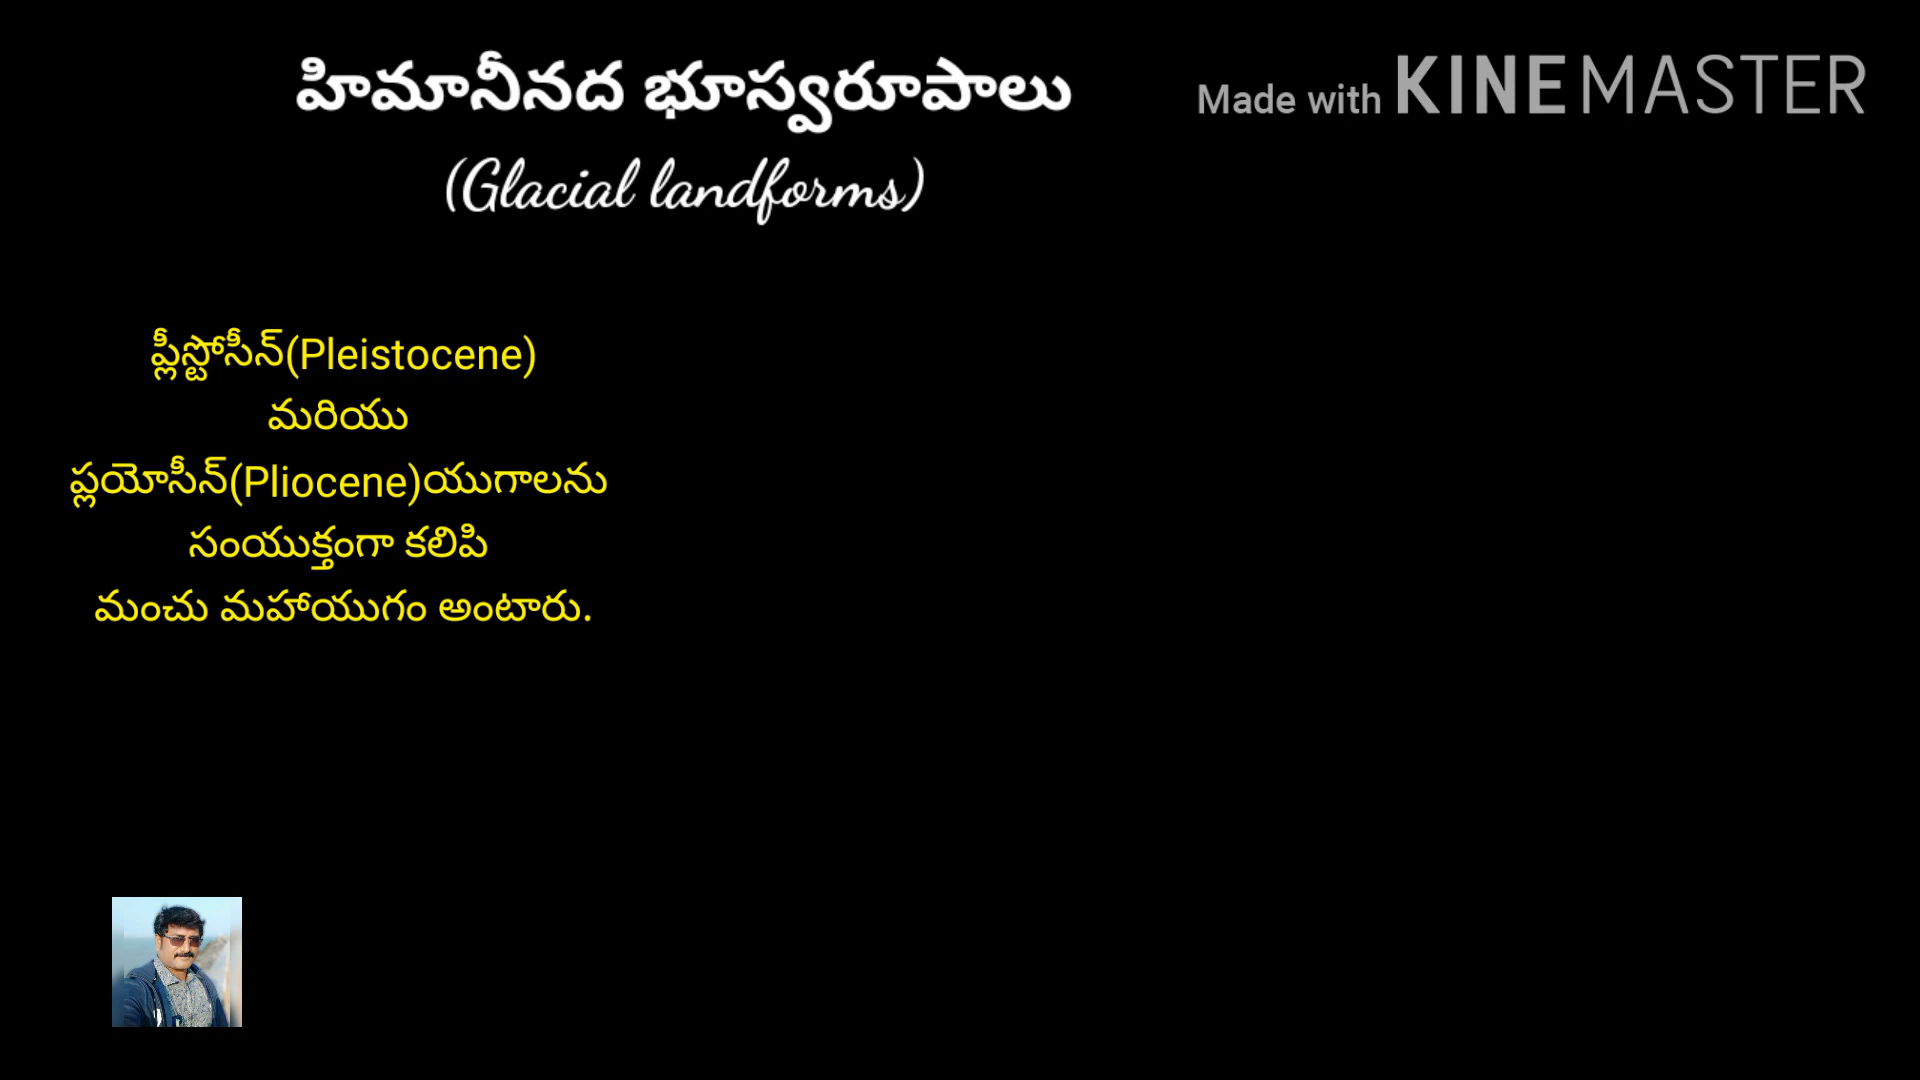 హిమానీనద భూస్వరూపాలు
Made with KINEMASTER
(Glacial landforms)
ప్లీస్టోసీన్(Pleistocene)
మరియు
ప్లయోసీన్(Pliocene)యుగాలను
సంయుక్తంగా కలిపి
మంచు మహాయుగం అంటారు.